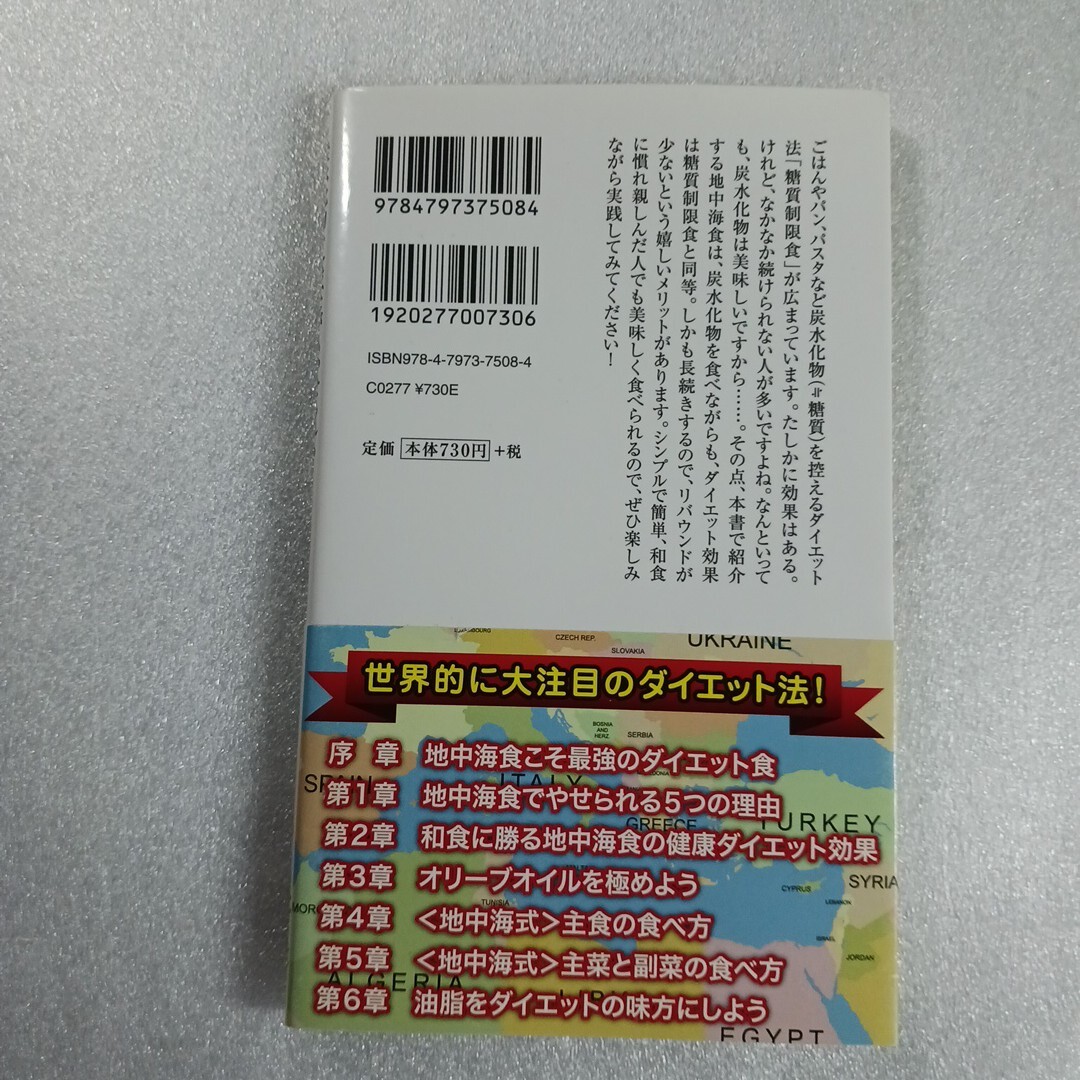 ごはんやパン、パスタなど炭水化物(≒糖質)を控えるダイエット
法「糖質制限食」が広まっています。たしかに効果はある。
けれど、なかなか続けられない人が多いですよね。なんといって
も、炭水化物は美味しいですから……。その点、本書で紹介
する地中海食は、炭水化物を食べながらも、ダイエット効果
は糖質制限食と同等。しかも長続きするので、リバウンドが
少ないという嬉しいメリットがあります。シンプルで簡単、和食
に慣れ親しんだ人でも美味しく食べられるので、ぜひ楽しみ
ながら実践してみてください!
9784797375084
1920277007306
ISBN978-4-7973-7508-4
C0277 ¥730E
定価 本体730円 +税
CZECH REP.
SLOVAKIA
UKRAINE
世界的に大注目のダイエット法!
BOSNIA
AND
HERZ.
SERBIA
序 章 地中海食こそ最強のダイエット食
ITALY
第1章 地中海食でやせられる5つの理由
GREECE
TURKEY
第2章 和食に勝る地中海食の健康ダイエット効果
第3章 オリーブオイルを極めよう
CYPRUS
SYRIA
TUNISIA
LEBANON
第4章 <地中海式>主食の食べ方
ISRAEL
JORDAN
第5章 <地中海式>主菜と副菜の食べ方
ALGERIA
第6章 油脂をダイエットの味方にしよう
EGYPT